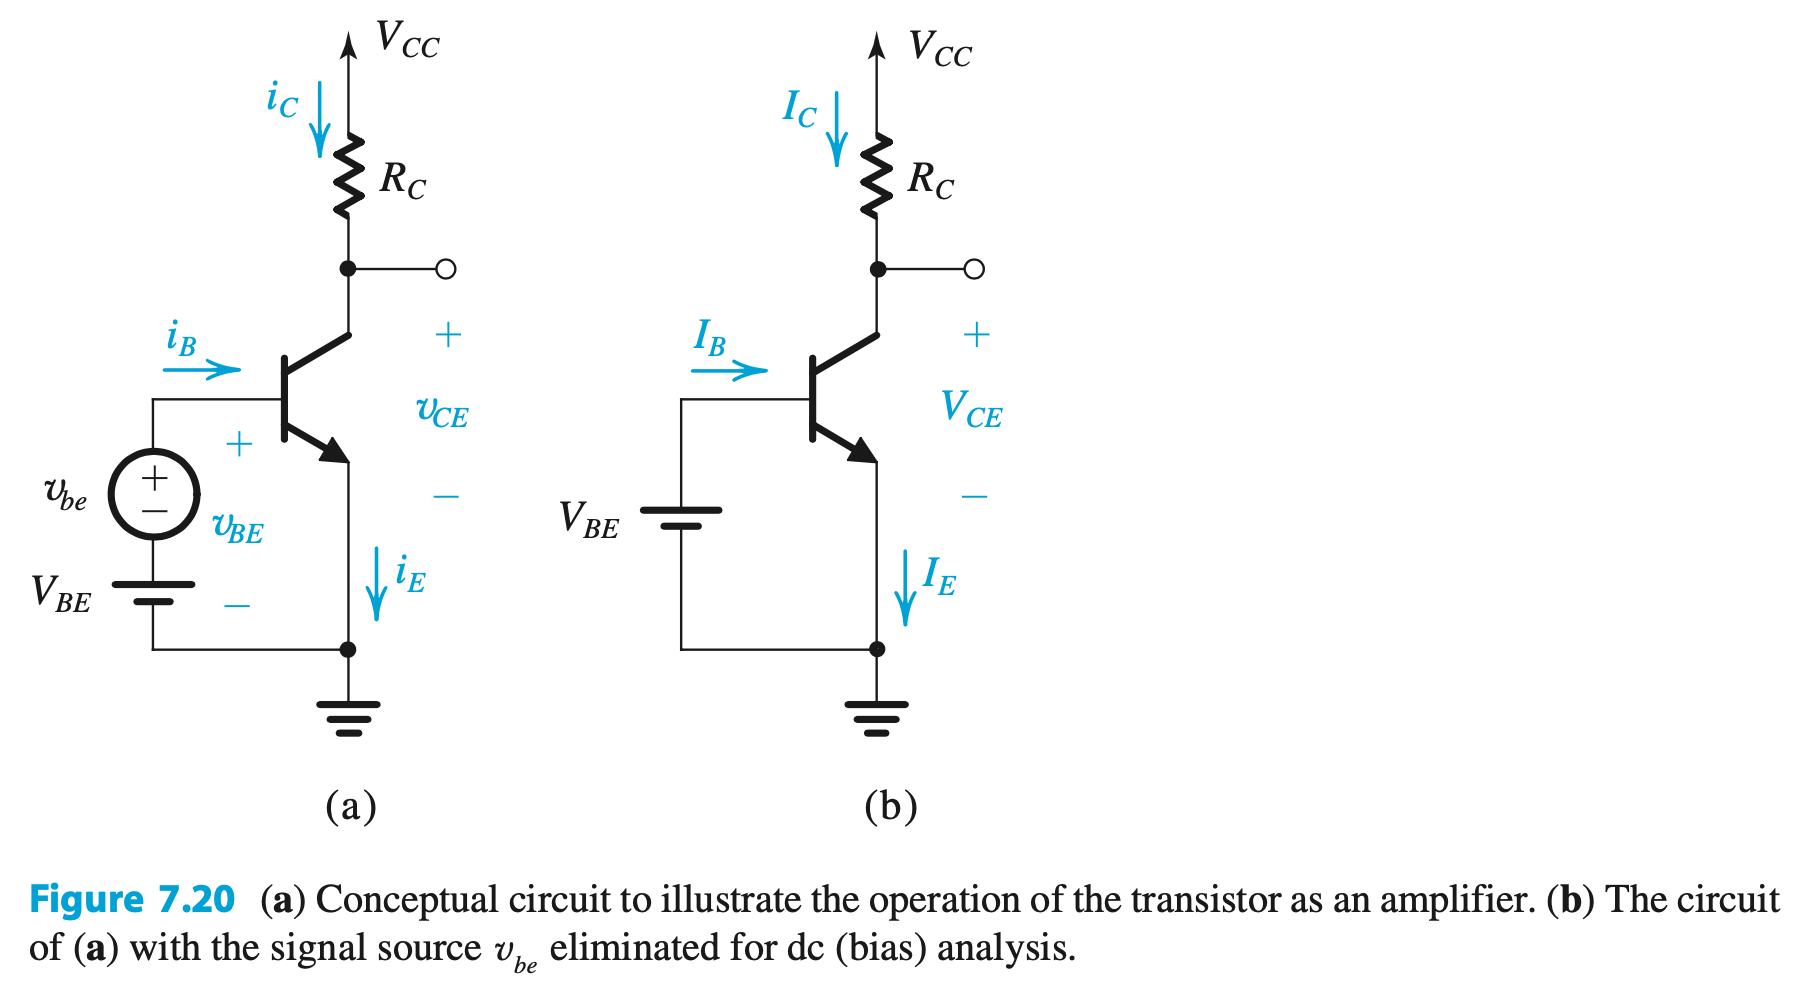 V_CC
i_C
R_C
i_B
+
v_CE
−
+
v_BE
−
+
−
v_be
V_BE
i_E
(a)
V_CC
I_C
R_C
I_B
+
V_CE
−
V_BE
I_E
(b)
Figure 7.20 (a) Conceptual circuit to illustrate the operation of the transistor as an amplifier. (b) The circuit
of (a) with the signal source v_be eliminated for dc (bias) analysis.